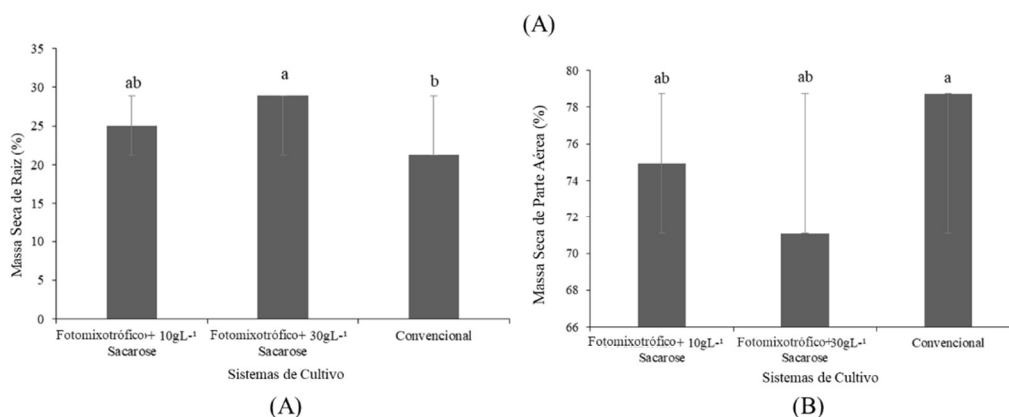 (A)
35
30
25
20
15
10
5
0
Massa Seca de Raiz (%)
ab
a
b
Fotomixotrófico+ 10gL-¹
Sacarose
Fotomixotrófico+ 30gL-¹
Sacarose
Convencional
Sistemas de Cultivo
(A)
80
78
76
74
72
70
68
66
Massa Seca de Parte Aérea (%)
ab
ab
a
Fotomixotrófico+ 10gL-¹
Sacarose
Fotomixotrófico+30gL-¹
Sacarose
Convencional
Sistemas de Cultivo
(B)